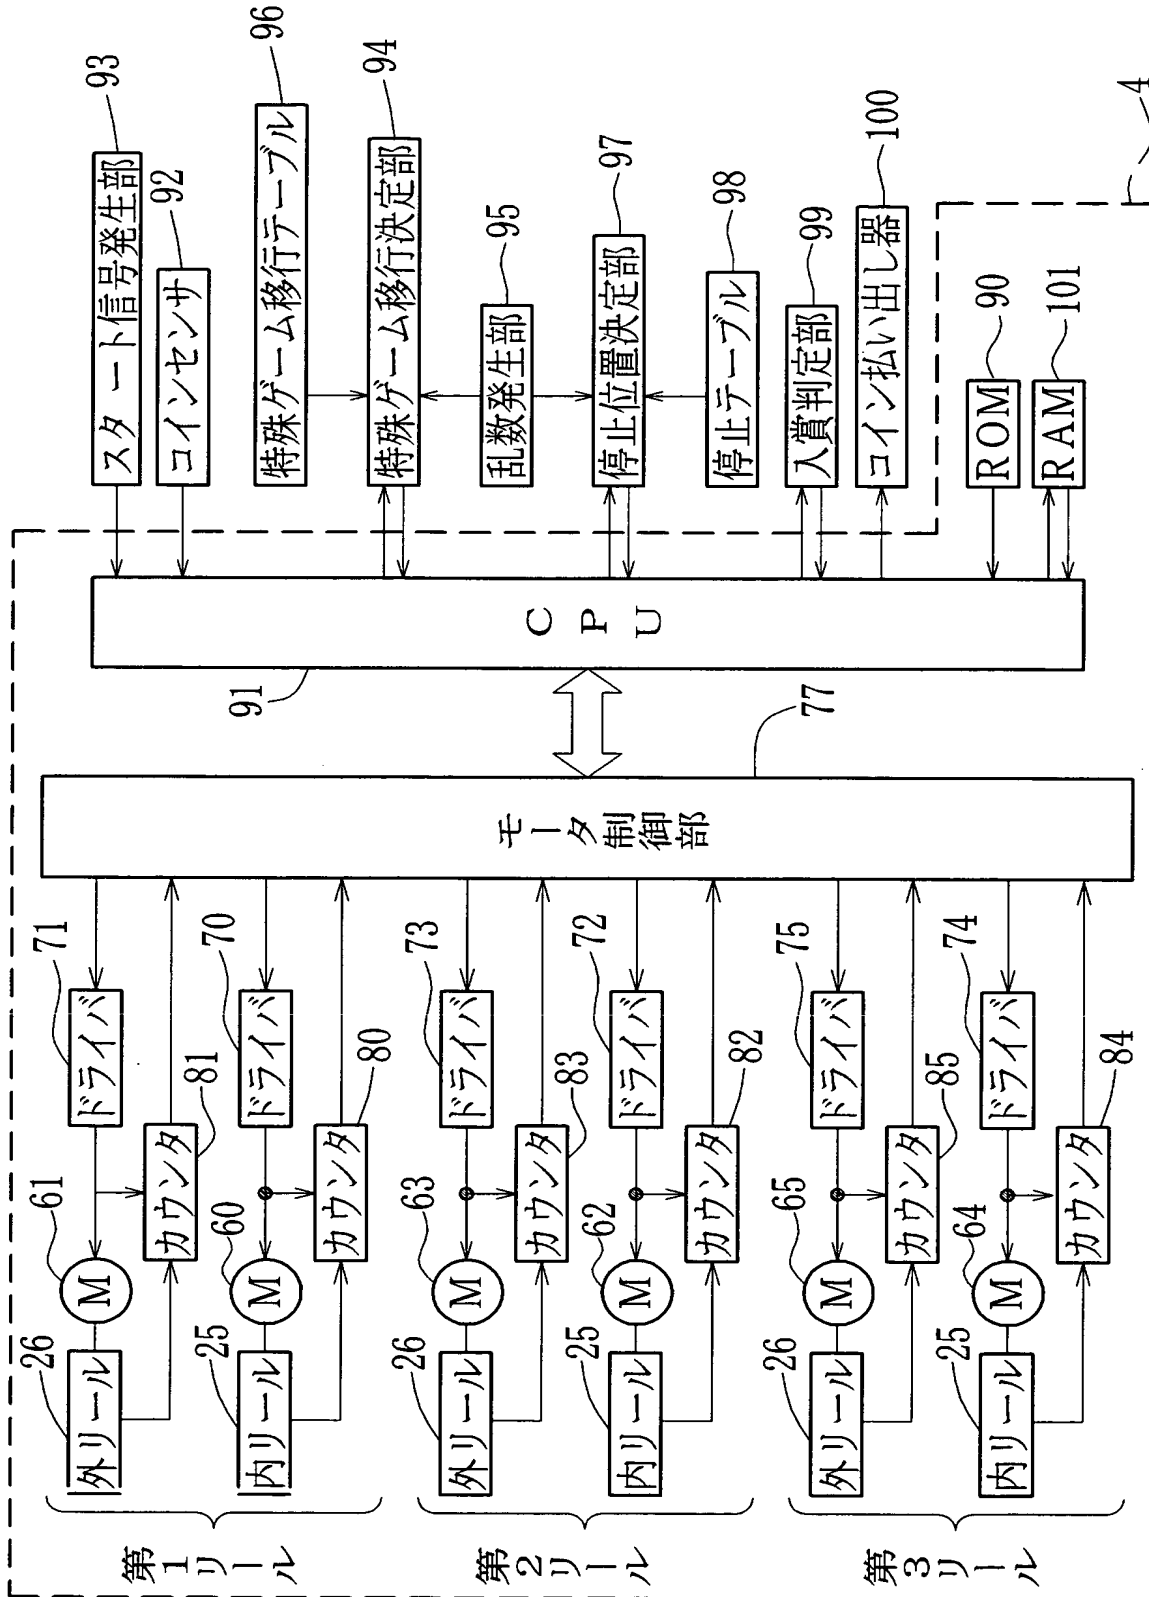 第1リール
外リール
26
M
61
ドライバ
71
カウンタ
81
内リール
25
M
60
ドライバ
70
カウンタ
80
第2リール
外リール
26
M
63
ドライバ
73
カウンタ
83
内リール
25
M
62
ドライバ
72
カウンタ
82
第3リール
外リール
26
M
65
ドライバ
75
カウンタ
85
内リール
25
M
64
ドライバ
74
カウンタ
84
モータ制御部
77
CPU
91
スタート信号発生部
93
コインセンサ
92
特殊ゲーム移行テーブル
96
特殊ゲーム移行決定部
94
乱数発生部
95
停止位置決定部
97
停止テーブル
98
入賞判定部
99
コイン払い出し器
100
ROM
90
RAM
101
4